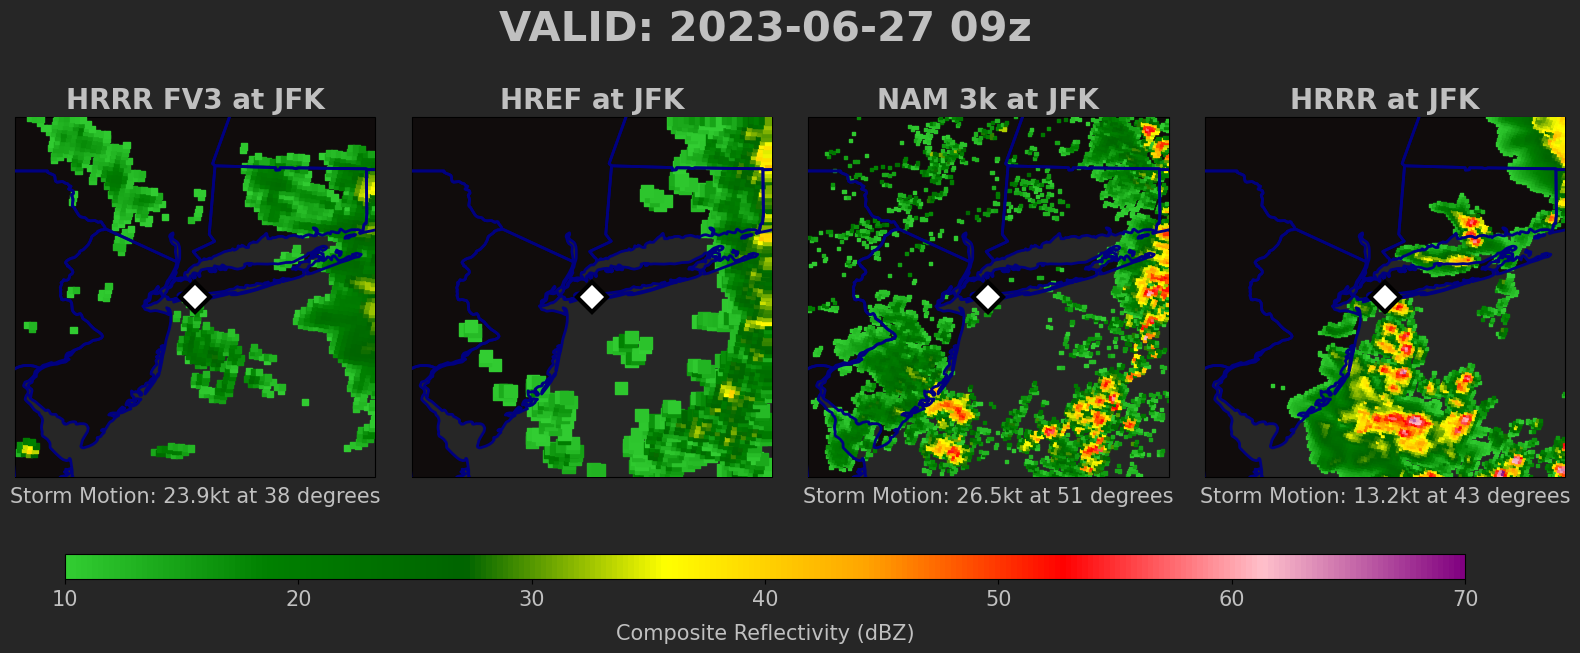 VALID: 2023-06-27 09z
HRRR FV3 at JFK
HREF at JFK
NAM 3k at JFK
HRRR at JFK
Storm Motion: 23.9kt at 38 degrees
Storm Motion: 26.5kt at 51 degrees
Storm Motion: 13.2kt at 43 degrees
10 20 30 40 50 60 70
Composite Reflectivity (dBZ)